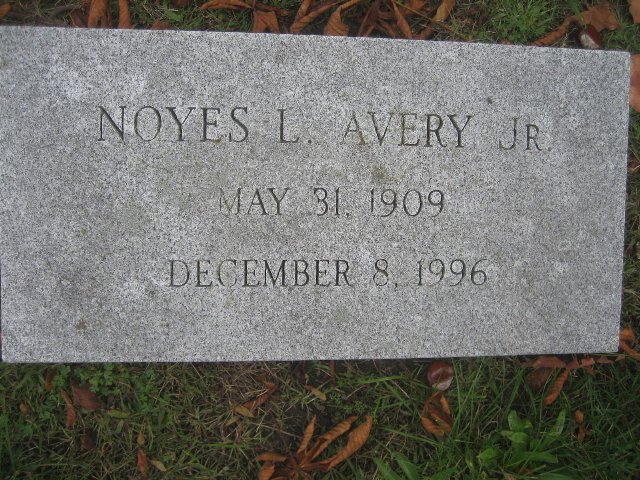 NOYES L. AVERY JR.
MAY 31, 1909
DECEMBER 8, 1996